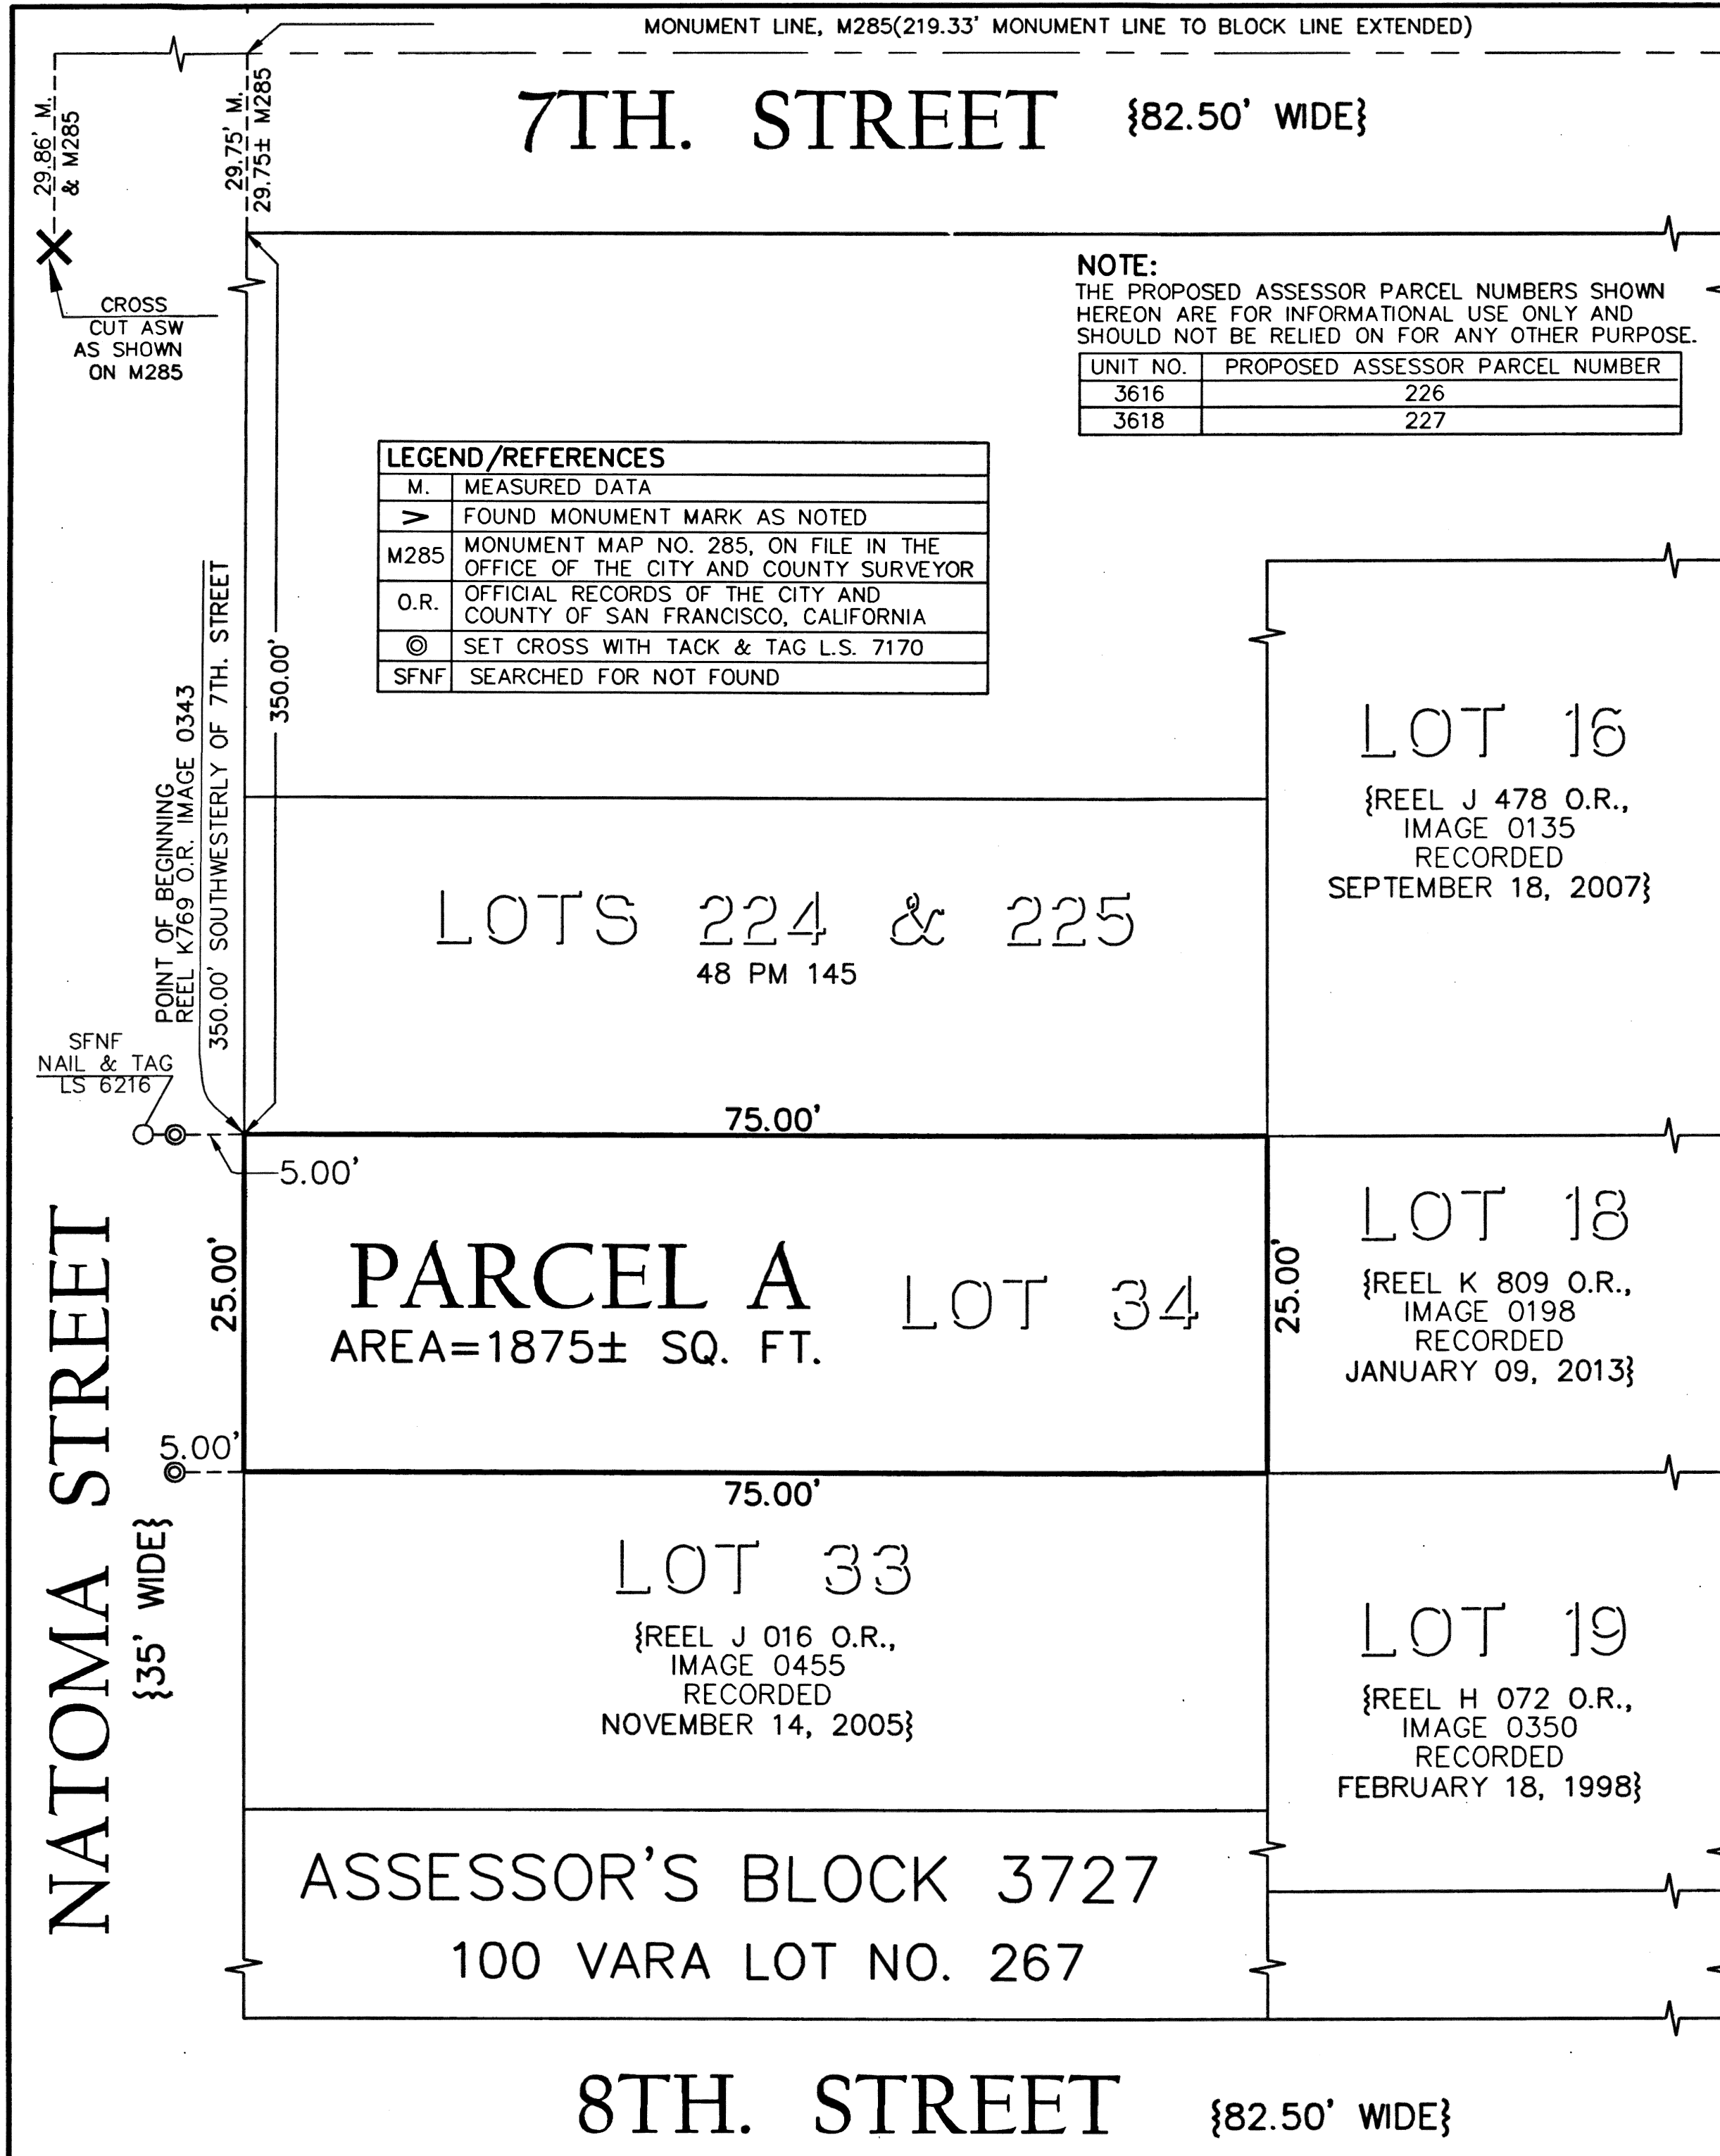 MONUMENT LINE, M285(219.33' MONUMENT LINE TO BLOCK LINE EXTENDED)
29.86' M.
& M285
29.75' M.
29.75± M285
7TH. STREET {82.50' WIDE}
CROSS
CUT ASW
AS SHOWN
ON M285
NOTE:
THE PROPOSED ASSESSOR PARCEL NUMBERS SHOWN
HEREON ARE FOR INFORMATIONAL USE ONLY AND
SHOULD NOT BE RELIED ON FOR ANY OTHER PURPOSE.
UNIT NO. PROPOSED ASSESSOR PARCEL NUMBER
3616 226
3618 227
LEGEND/REFERENCES
M. MEASURED DATA
> FOUND MONUMENT MARK AS NOTED
M285 MONUMENT MAP NO. 285, ON FILE IN THE
OFFICE OF THE CITY AND COUNTY SURVEYOR
O.R. OFFICIAL RECORDS OF THE CITY AND
COUNTY OF SAN FRANCISCO, CALIFORNIA
◎ SET CROSS WITH TACK & TAG L.S. 7170
SFNF SEARCHED FOR NOT FOUND
POINT OF BEGINNING
REEL K769 O.R. IMAGE 0343
350.00' SOUTHWESTERLY OF 7TH. STREET
350.00'
LOT 16
{REEL J 478 O.R.,
IMAGE 0135
RECORDED
SEPTEMBER 18, 2007}
LOTS 224 & 225
48 PM 145
SFNF
NAIL & TAG
LS 6216
75.00'
5.00'
25.00'
PARCEL A
AREA=1875± SQ. FT.
LOT 34
25.00'
LOT 18
{REEL K 809 O.R.,
IMAGE 0198
RECORDED
JANUARY 09, 2013}
5.00'
75.00'
NATOMA STREET
{35' WIDE}
LOT 33
{REEL J 016 O.R.,
IMAGE 0455
RECORDED
NOVEMBER 14, 2005}
LOT 19
{REEL H 072 O.R.,
IMAGE 0350
RECORDED
FEBRUARY 18, 1998}
ASSESSOR'S BLOCK 3727
100 VARA LOT NO. 267
8TH. STREET {82.50' WIDE}